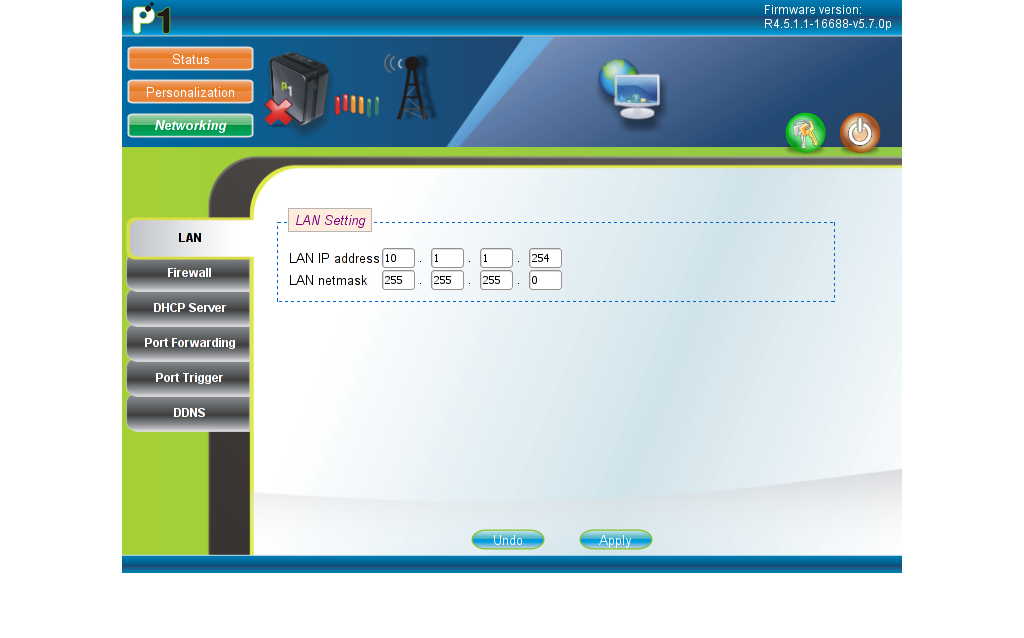 P1
Firmware version:
R4.5.1.1-16688-v5.7.0p
Status
Personalization
Networking
P1
LAN
Firewall
DHCP Server
Port Forwarding
Port Trigger
DDNS
LAN Setting
LAN IP address 10 . 1 . 1 . 254
LAN netmask 255 . 255 . 255 . 0
Undo
Apply